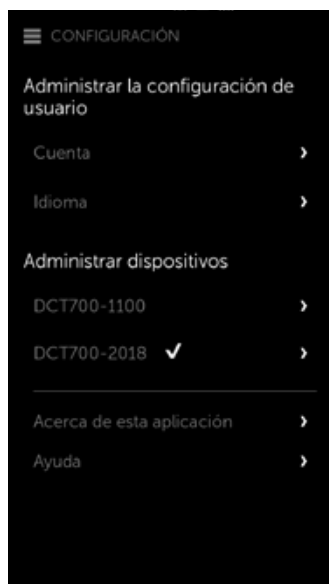 CONFIGURACIÓN
Administrar la configuración de
usuario
Cuenta
Idioma
Administrar dispositivos
DCT700-1100
DCT700-2018
Acerca de esta aplicación
Ayuda